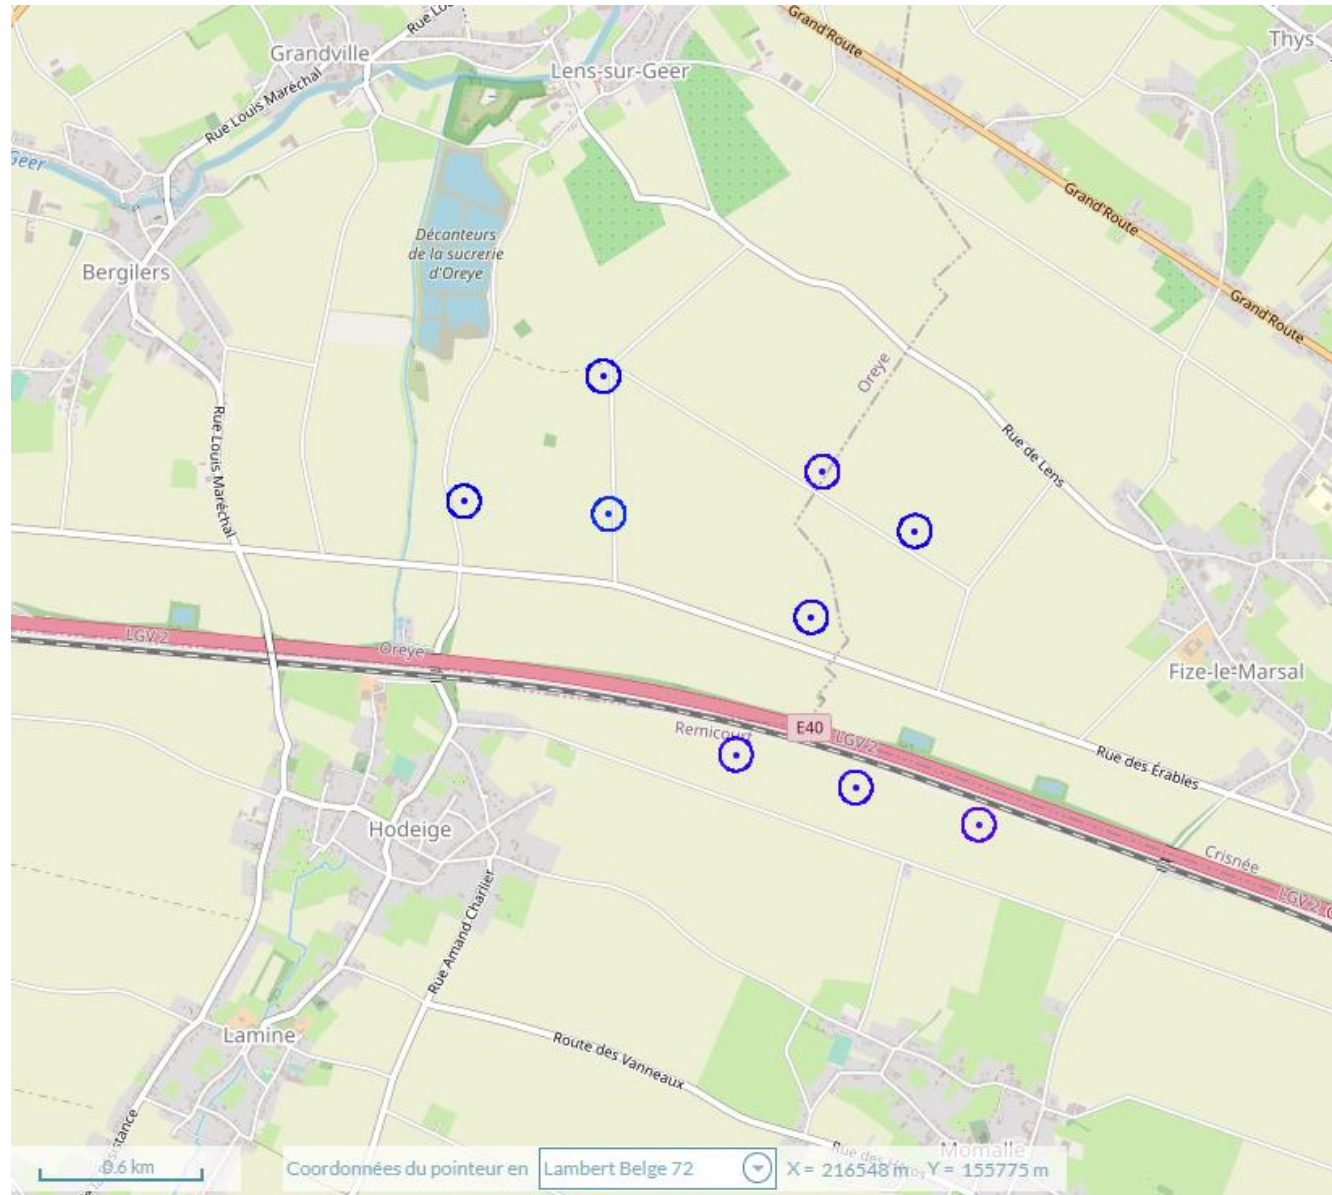 Rue Lou
Grand'Route
Grandville
Thys
Lens-sur-Geer
Rue Louis Maréchal
Geer
Grand'Route
Décanteurs
de la sucrerie
d'Oreye
Bergilers
Grand'Route
Oreye
Rue Louis Maréchal
Rue de Lens
LGV 2
Oreye
Fize-le-Marsal
Remicourt
E40
LGV 2
Rue des Érables
Hodeige
Crisnée
LGV 2
Rue Amand Charlier
Lamine
Route des Vanneaux
Momalle
0.6 km
Coordonnées du pointeur en Lambert Belge 72 X = 216548 m Y = 155775 m